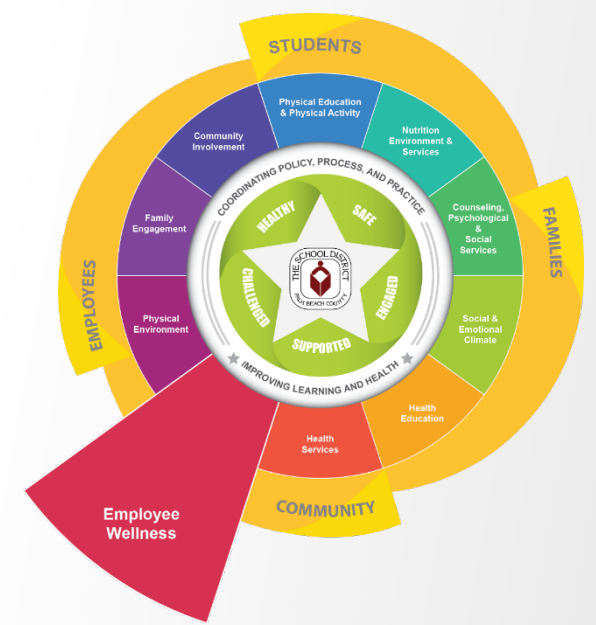 STUDENTS
Physical Education
& Physical Activity
Community
Involvement
Nutrition
Environment &
Services
COORDINATING POLICY, PROCESS, AND PRACTICE
HEALTHY
SAFE
Family
Engagement
Counseling,
Psychological
&
Social
Services
FAMILIES
EMPLOYEES
THE SCHOOL DISTRICT
PALM BEACH COUNTY
CHALLENGED
ENGAGED
Physical
Environment
Social &
Emotional
Climate
SUPPORTED
IMPROVING LEARNING AND HEALTH
Health
Education
Health
Services
Employee
Wellness
COMMUNITY